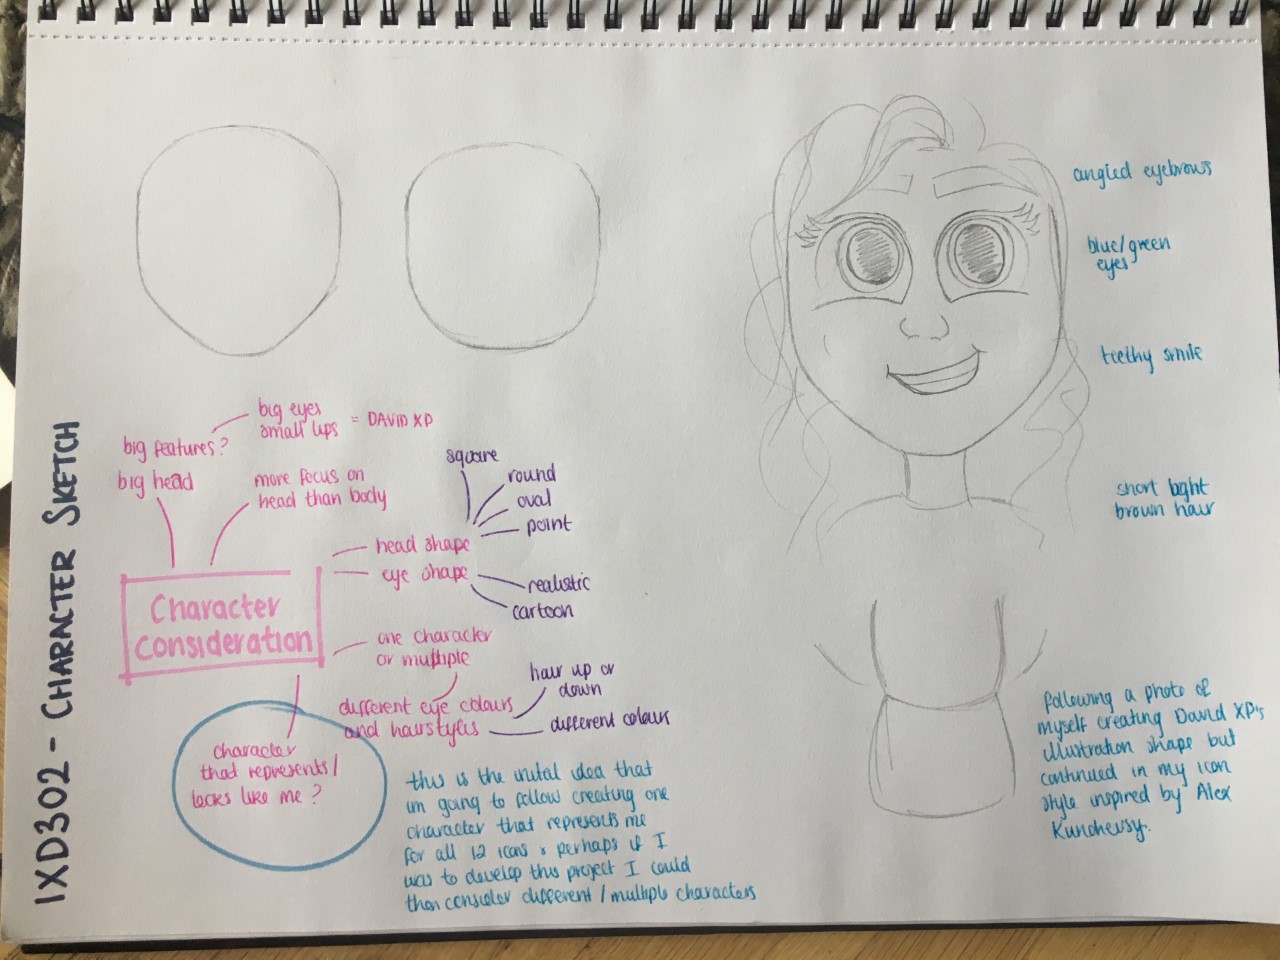 IXD302 - CHARACTER SKETCH
big eyes
small lips = DAVID XP
big features?
big head
more focus on
head than body
square
round
oval
point
head shape
eye shape
realistic
cartoon
Character
Consideration
one character
or multiple
different eye colours
and hairstyles
hair up or
down
different colours
character
that represents/
looks like me?
this is the initial idea that
im going to follow creating one
character that represents me
for all 12 icons & perhaps if I
was to develop this project I could
then consider different / multiple characters
angled eyebrows
blue/green
eyes
teethy smile
short light
brown hair
following a photo of
myself creating David XP's
illustration shape but
continued in my icon
style inspired by Alex